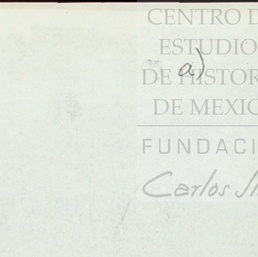 CENTRO D
ESTUDIO
a)
DE HISTOR
DE MEXIC
FUNDACI
Carlos